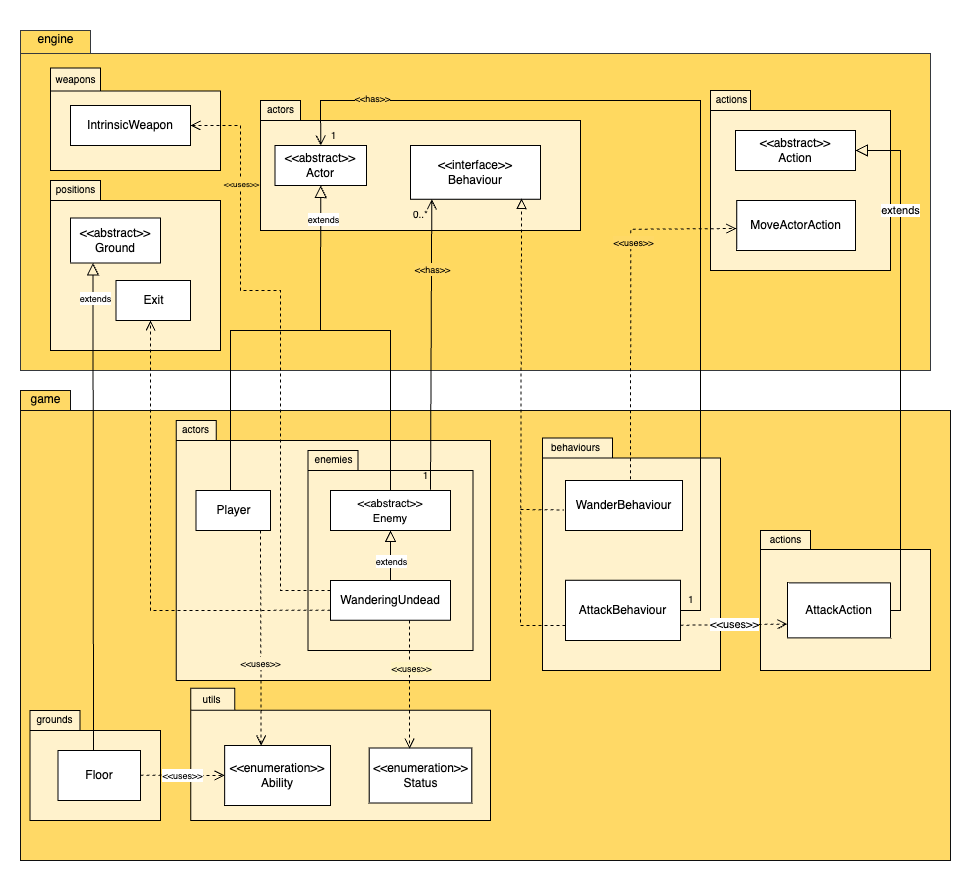 engine
weapons
IntrinsicWeapon
<<uses>>
positions
<<abstract>>
Ground
extends
Exit
actors
<<has>>
1
<<abstract>>
Actor
extends
<<interface>>
Behaviour
0..*
<<has>>
actions
<<abstract>>
Action
extends
MoveActorAction
<<uses>>
game
actors
enemies
1
Player
<<abstract>>
Enemy
extends
WanderingUndead
<<uses>>
<<uses>>
behaviours
WanderBehaviour
AttackBehaviour
1
<<uses>>
actions
AttackAction
utils
<<enumeration>>
Ability
<<enumeration>>
Status
grounds
Floor
<<uses>>